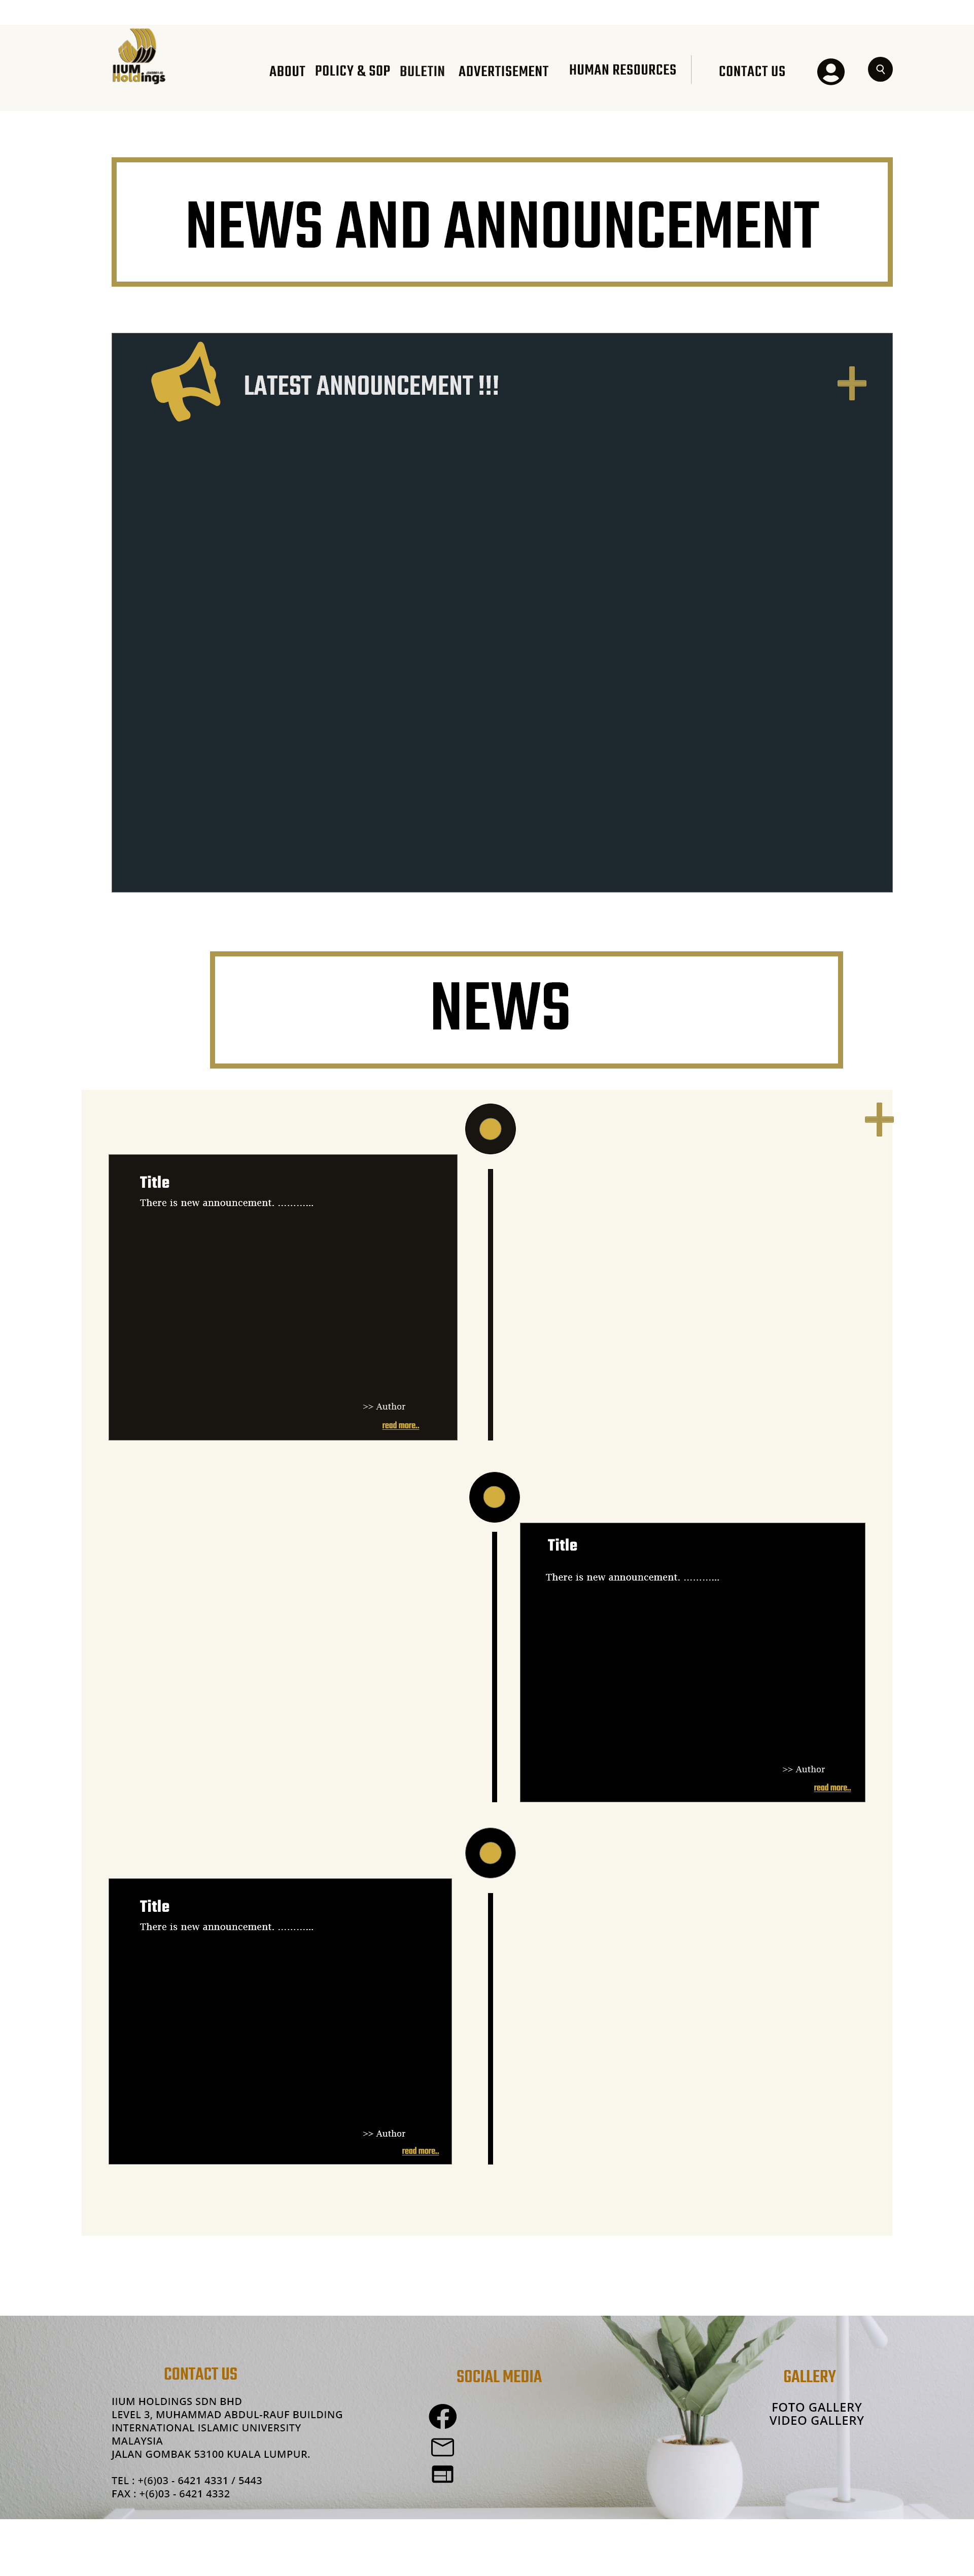 IIUM
Holdings
ABOUT
POLICY & SOP
BULETIN
ADVERTISEMENT
HUMAN RESOURCES
CONTACT US
NEWS AND ANNOUNCEMENT
LATEST ANNOUNCEMENT !!!
NEWS
Title
There is new announcement. ............
>> Author
read more..
Title
There is new announcement. ............
>> Author
read more..
Title
There is new announcement. ............
>> Author
read more..
CONTACT US
IIUM HOLDINGS SDN BHD
LEVEL 3, MUHAMMAD ABDUL-RAUF BUILDING
INTERNATIONAL ISLAMIC UNIVERSITY
MALAYSIA
JALAN GOMBAK 53100 KUALA LUMPUR.
TEL : +(6)03 - 6421 4331 / 5443
FAX : +(6)03 - 6421 4332
SOCIAL MEDIA
GALLERY
FOTO GALLERY
VIDEO GALLERY